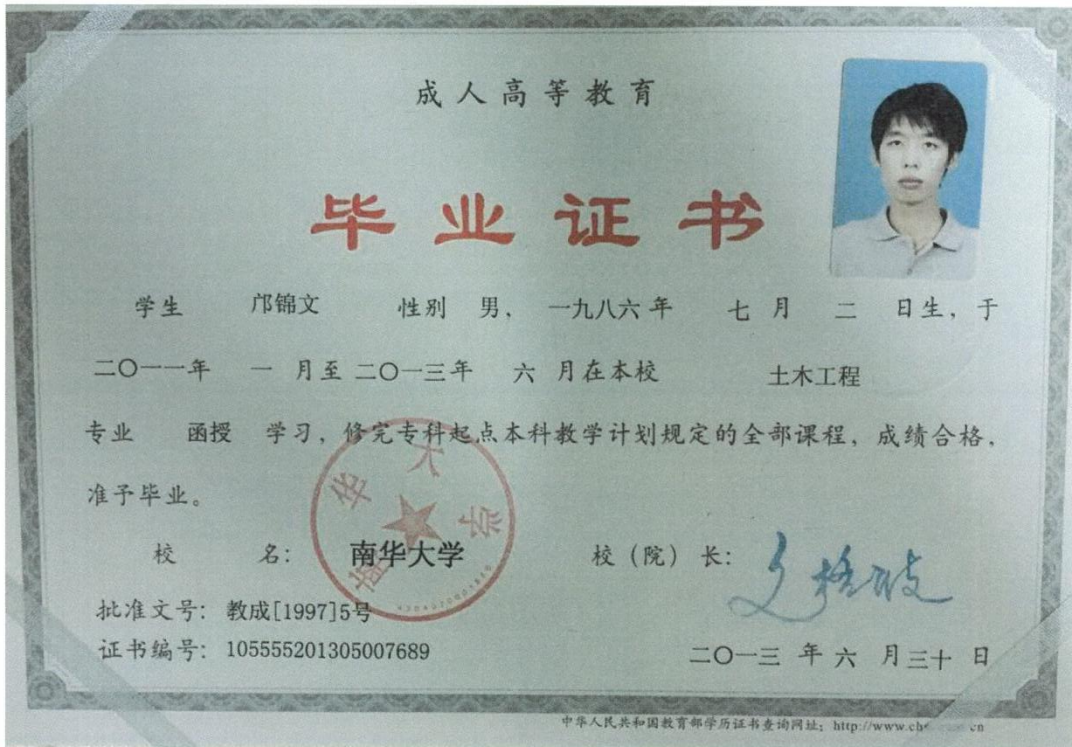 成人高等教育
毕业证书
学生 邝锦文 性别 男, 一九八六年 七月 二 日生, 于
二〇一一年 一 月至二〇一三年 六 月在本校 土木工程
专业 函授 学习, 修完专科起点本科教学计划规定的全部课程, 成绩合格,
准予毕业。
南华大学
校 名: 南华大学 校(院)长:
批准文号: 教成[1997]5号
证书编号: 105555201305007689
二〇一三 年 六 月三十 日
中华人民共和国教育部学历证书查询网址: http://www.ch
cn